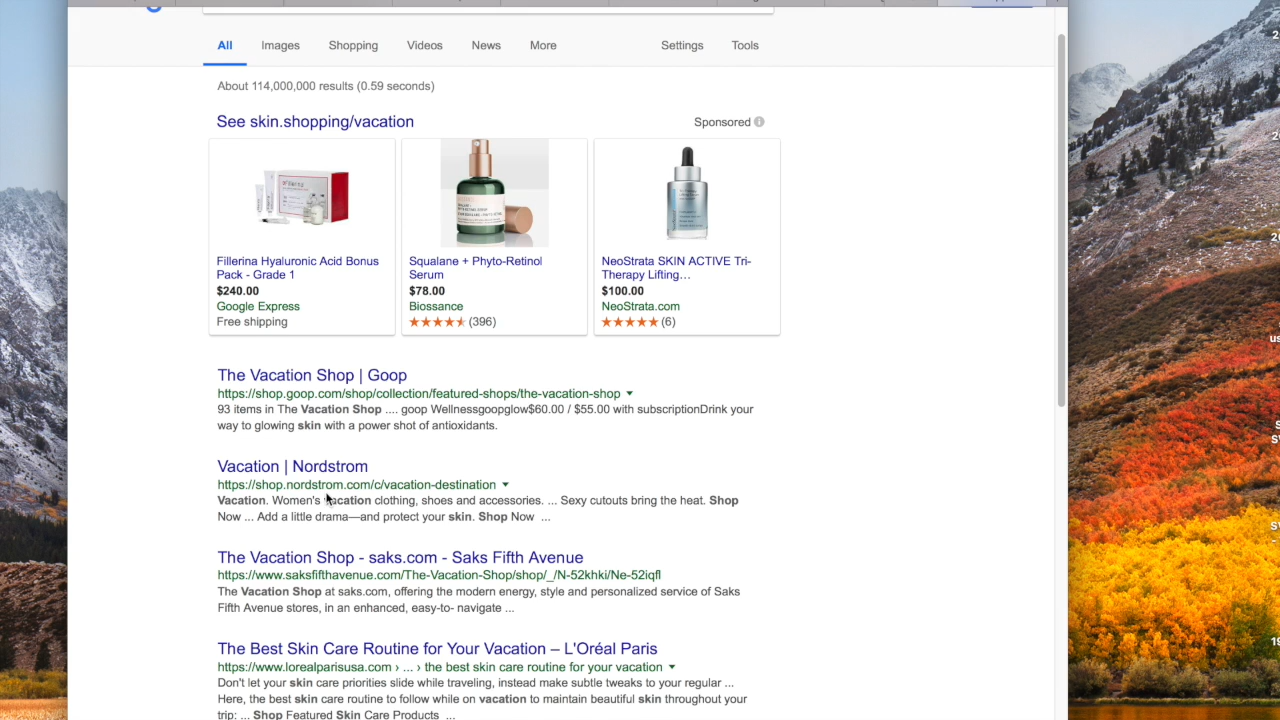 All Images Shopping Videos News More Settings Tools
About 114,000,000 results (0.59 seconds)
See skin.shopping/vacation
Sponsored
Fillerina Hyaluronic Acid Bonus
Pack - Grade 1
$240.00
Google Express
Free shipping
Squalane + Phyto-Retinol
Serum
$78.00
Biossance
(396)
NeoStrata SKIN ACTIVE Tri-
Therapy Lifting...
$100.00
NeoStrata.com
(6)
The Vacation Shop | Goop
https://shop.goop.com/shop/collection/featured-shops/the-vacation-shop
93 items in The Vacation Shop .... goop Wellnessgoopglow$60.00 / $55.00 with subscriptionDrink your
way to glowing skin with a power shot of antioxidants.
Vacation | Nordstrom
https://shop.nordstrom.com/c/vacation-destination
Vacation. Women's vacation clothing, shoes and accessories. ... Sexy cutouts bring the heat. Shop
Now ... Add a little drama—and protect your skin. Shop Now ...
The Vacation Shop - saks.com - Saks Fifth Avenue
https://www.saksfifthavenue.com/The-Vacation-Shop/shop/_/N-52khki/Ne-52iqfl
The Vacation Shop at saks.com, offering the modern energy, style and personalized service of Saks
Fifth Avenue stores, in an enhanced, easy-to- navigate ...
The Best Skin Care Routine for Your Vacation – L'Oréal Paris
https://www.lorealparisusa.com › ... › the best skin care routine for your vacation
Don't let your skin care priorities slide while traveling, instead make subtle tweaks to your regular ...
Here, the best skin care routine to follow while on vacation to maintain beautiful skin throughout your
trip: ... Shop Featured Skin Care Products ...